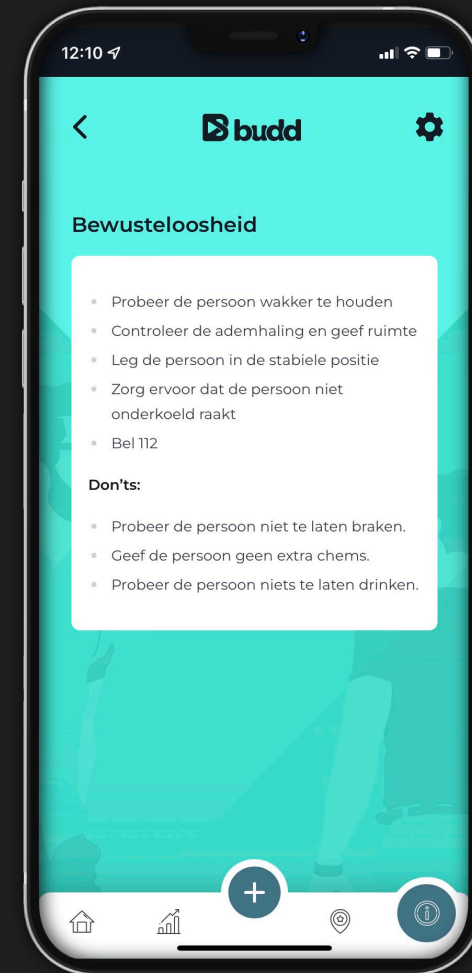 12:10
budd
Bewusteloosheid
Probeer de persoon wakker te houden
Controleer de ademhaling en geef ruimte
Leg de persoon in de stabiele positie
Zorg ervoor dat de persoon niet
onderkoeld raakt
Bel 112
Don'ts:
Probeer de persoon niet te laten braken.
Geef de persoon geen extra chems.
Probeer de persoon niets te laten drinken.